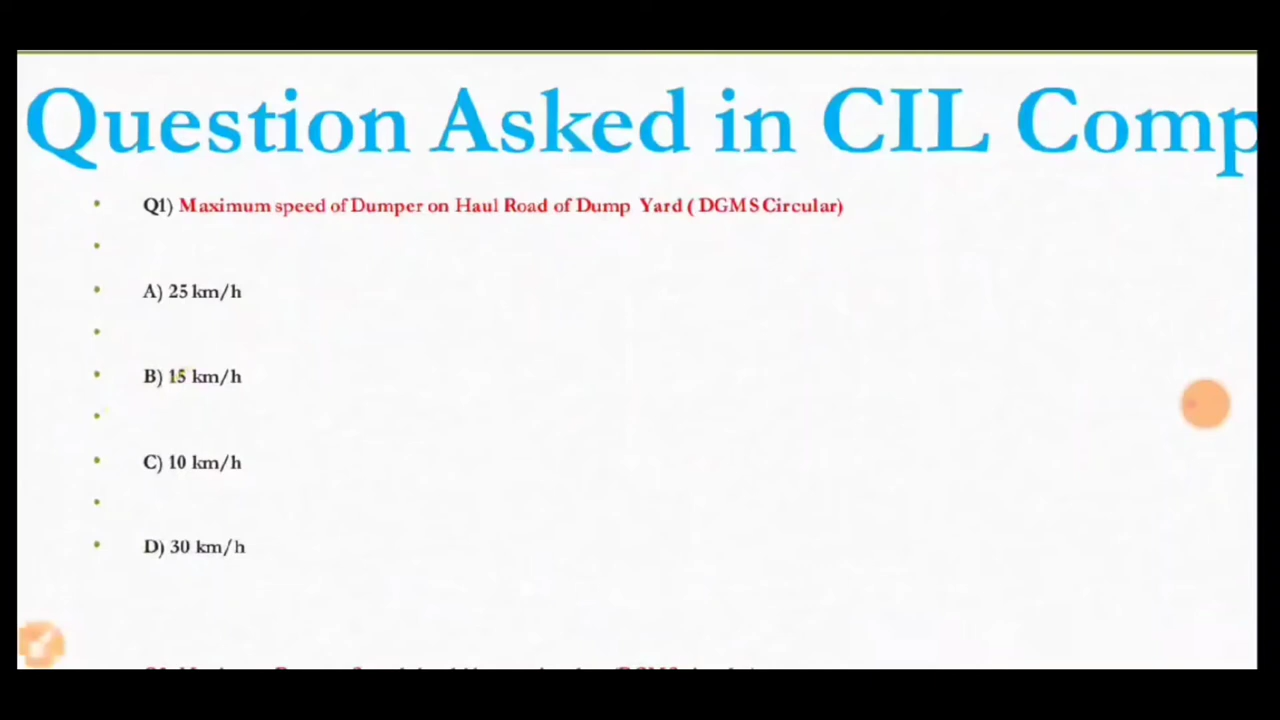 Question Asked in CIL Comp
• Q1) Maximum speed of Dumper on Haul Road of Dump Yard ( DGMS Circular)
•
• A) 25 km/h
•
• B) 15 km/h
•
• C) 10 km/h
•
• D) 30 km/h